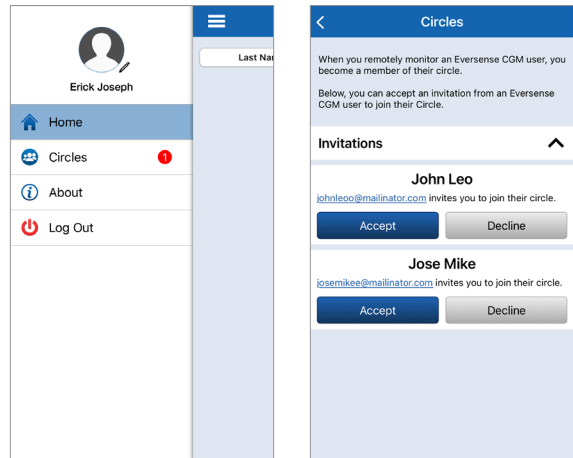 Erick Joseph
Home
Circles 1
About
Log Out
Last Nar
Circles
When you remotely monitor an Eversense CGM user, you
become a member of their circle.
Below, you can accept an invitation from an Eversense
CGM user to join their Circle.
Invitations
John Leo
johnleoo@mailinator.com invites you to join their circle.
Accept Decline
Jose Mike
josemikee@mailinator.com invites you to join their circle.
Accept Decline